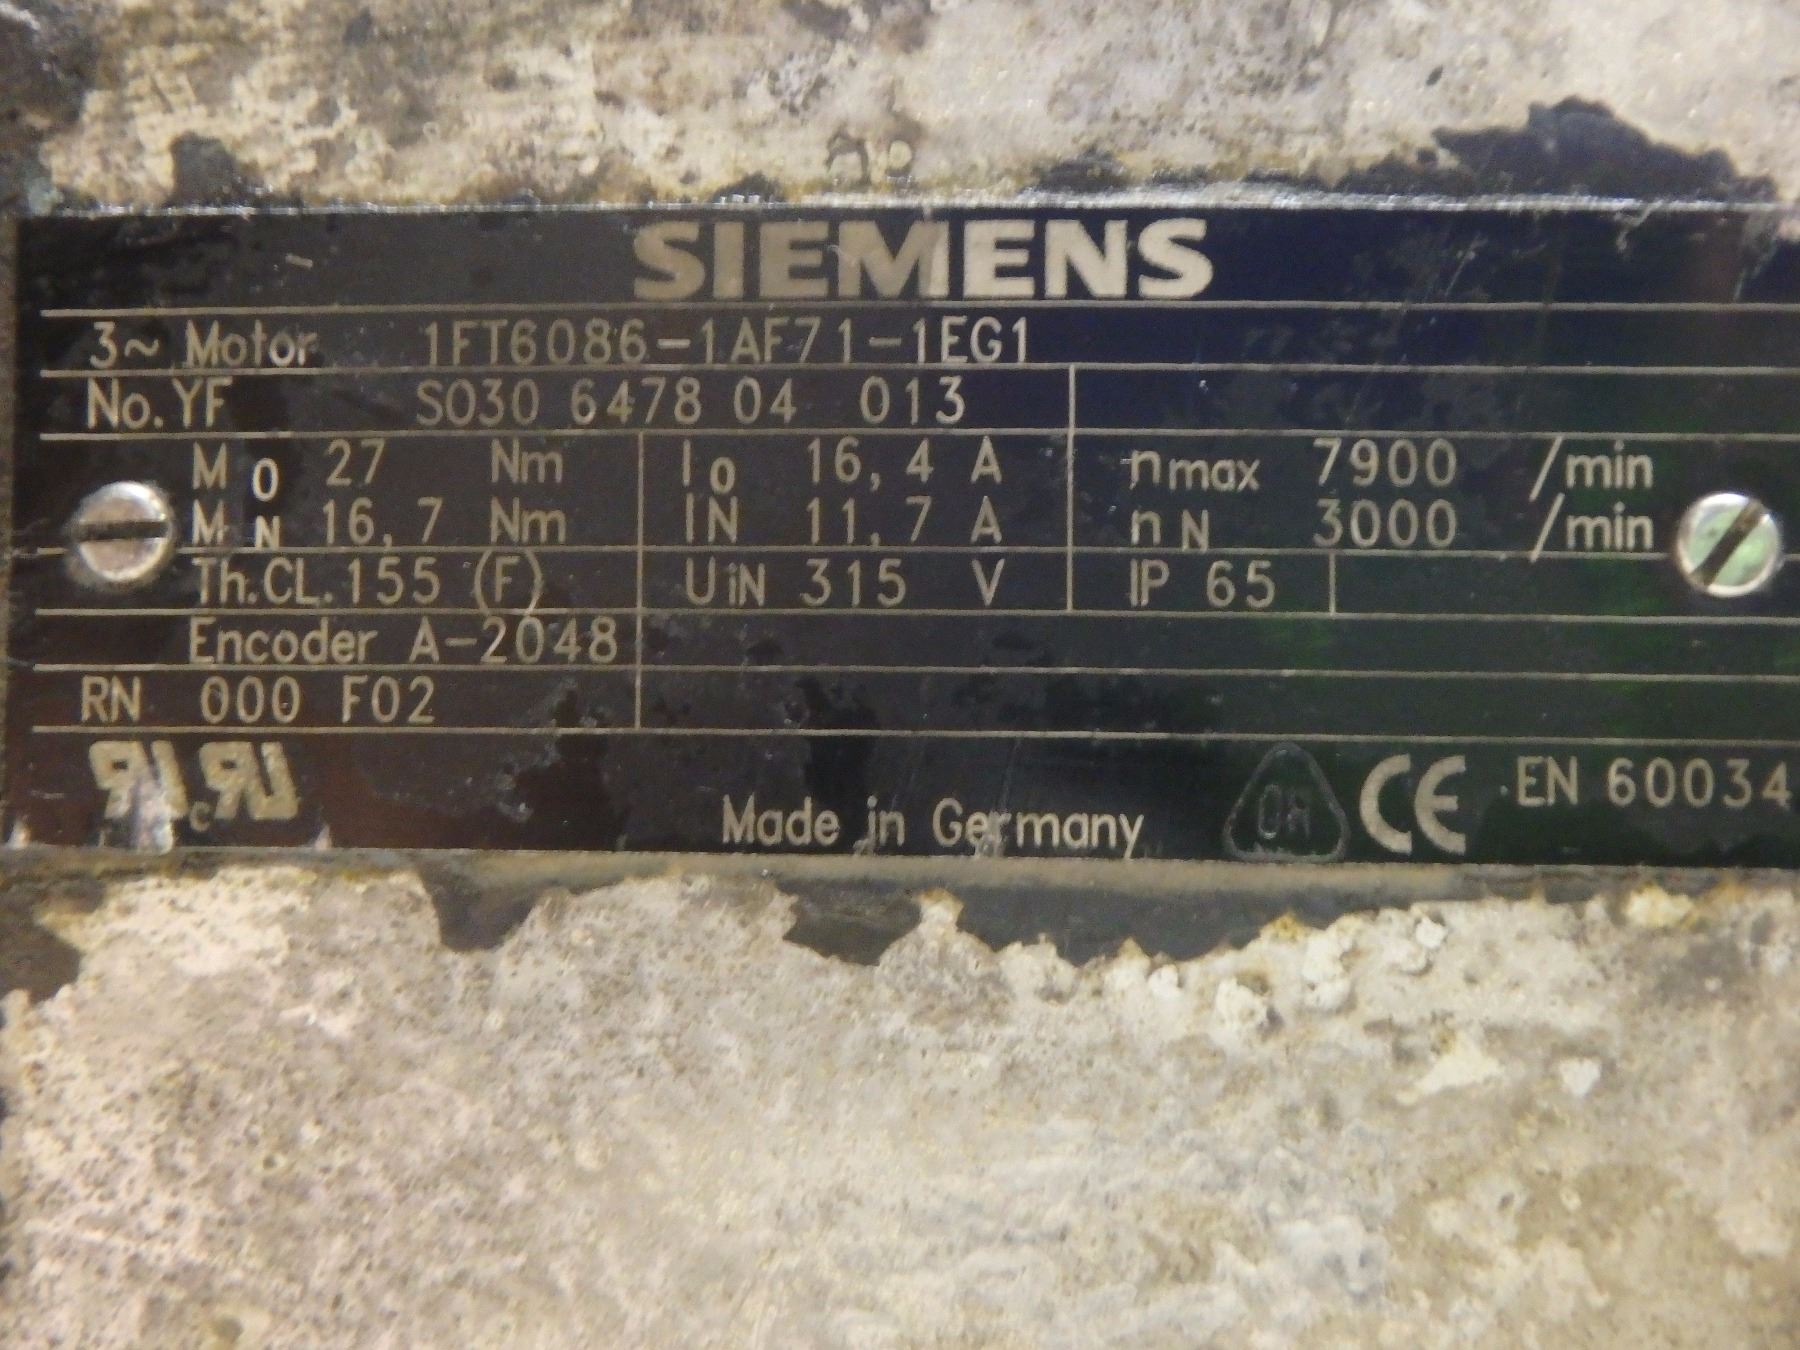 SIEMENS
3~ Motor 1FT6086-1AF71-1EG1
No. YF S030 6478 04 013
M0 27 Nm I0 16,4 A nmax 7900 /min
MN 16,7 Nm IN 11,7 A nN 3000 /min
Th.CL.155 (F) UiN 315 V IP 65
Encoder A-2048
RN 000 F02
Made in Germany CE EN 60034